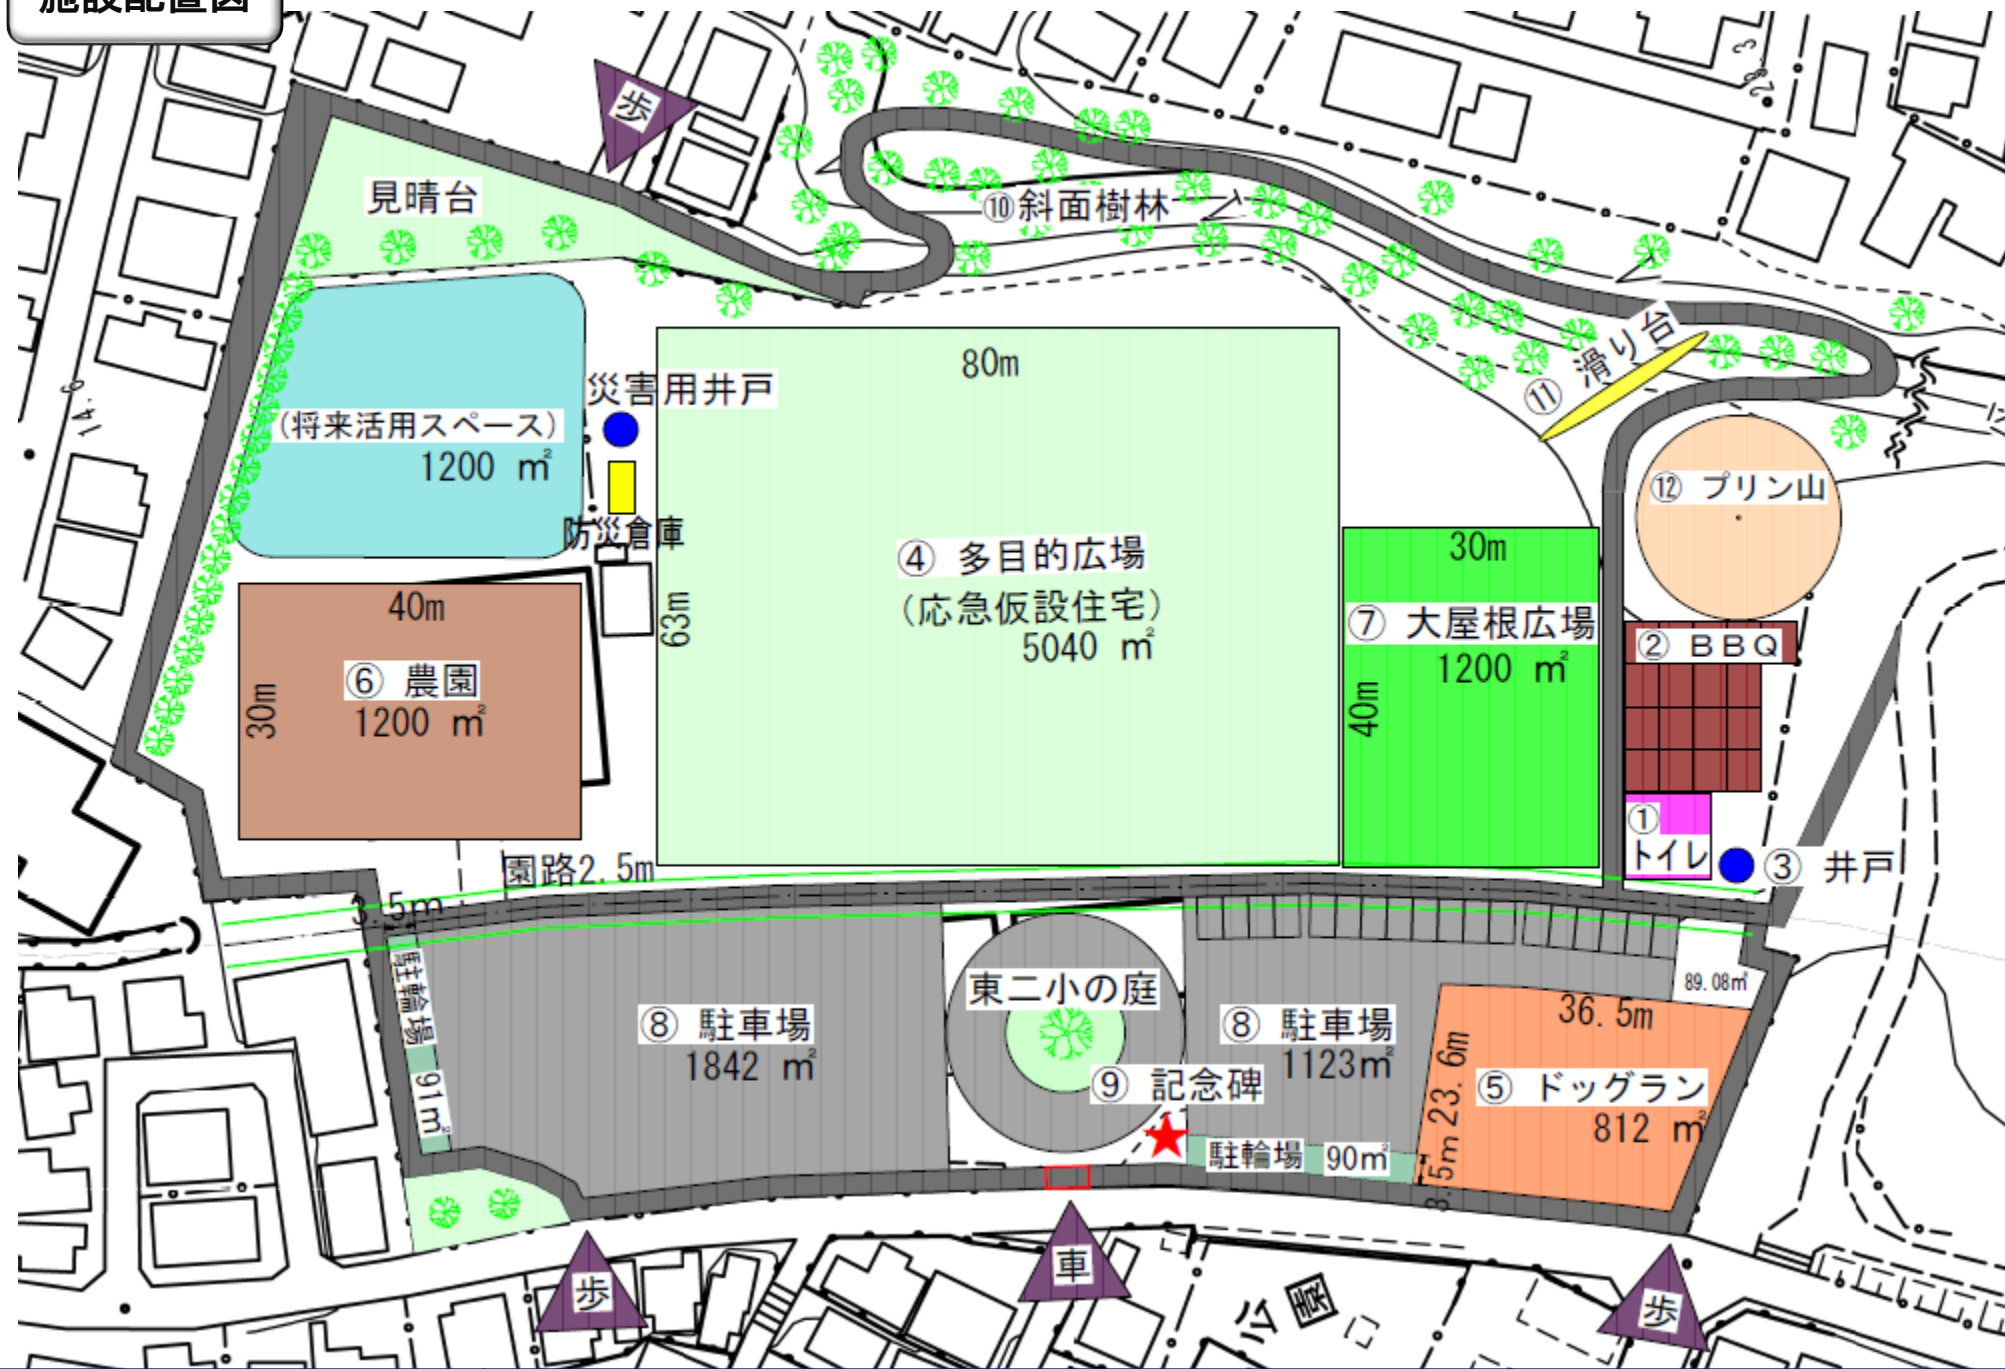 施設配置図
歩
見晴台
⑩斜面樹林
⑪ 滑り台
80m
災害用井戸
(将来活用スペース)
1200 ㎡
⑫ プリン山
防災倉庫
④ 多目的広場
(応急仮設住宅)
5040 ㎡
63m
30m
⑦ 大屋根広場
1200 ㎡
40m
② BBQ
40m
⑥ 農園
1200 ㎡
30m
①
トイレ
③ 井戸
園路2.5m
3.5m
駐輪場
91㎡
⑧ 駐車場
1842 ㎡
東二小の庭
⑨ 記念碑
⑧ 駐車場
1123㎡
89.08㎡
36.5m
23.6m
⑤ ドッグラン
812 ㎡
駐輪場 90㎡
3.5m
歩
車
歩